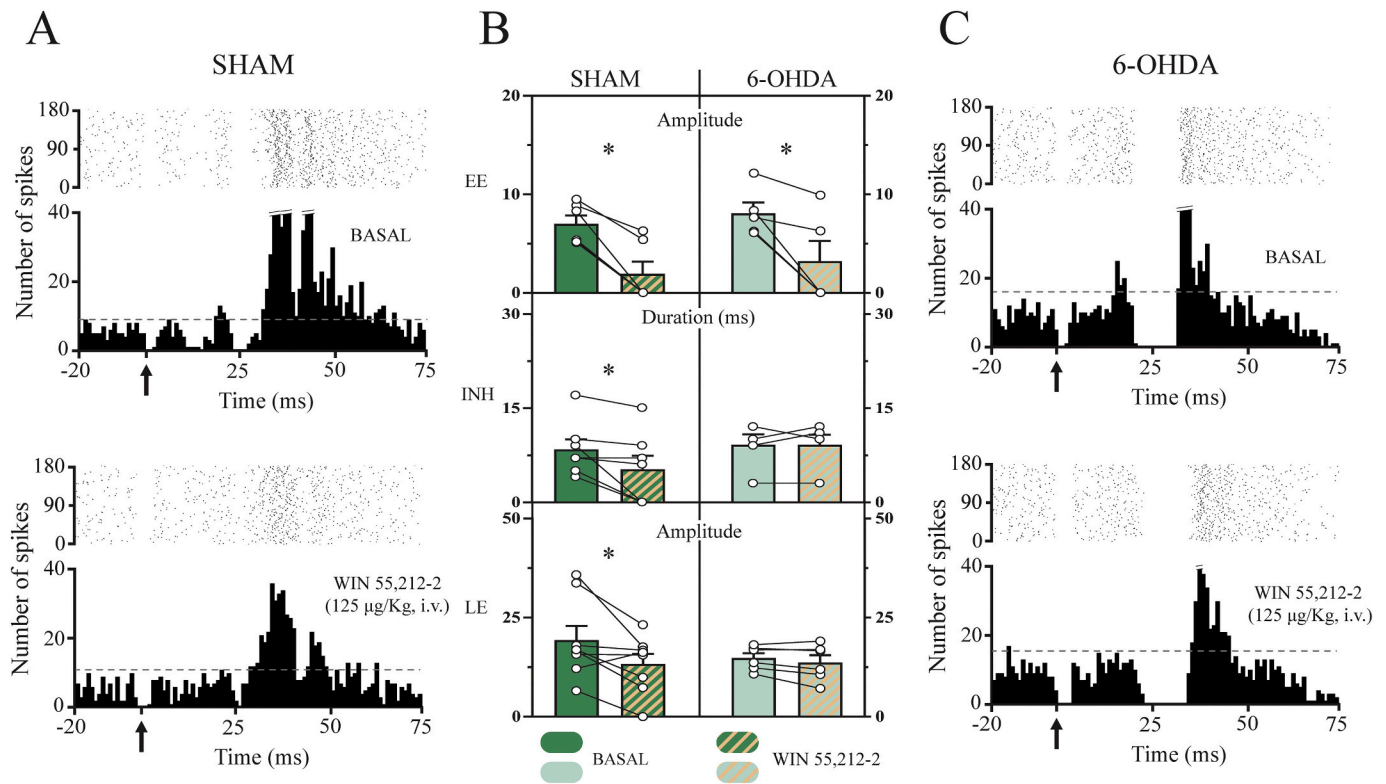 A
SHAM
180
90
0
Number of spikes
40
20
0
BASAL
-20
25
50
75
Time (ms)
180
90
0
Number of spikes
40
20
0
WIN 55,212-2
(125 µg/Kg, i.v.)
-20
25
50
75
Time (ms)
B
SHAM
6-OHDA
20
20
Amplitude
*
*
EE
10
10
0
0
30
30
Duration (ms)
*
INH
15
15
0
0
50
50
Amplitude
*
LE
25
25
0
0
BASAL
WIN 55,212-2
C
6-OHDA
180
90
0
Number of spikes
40
20
0
BASAL
-20
25
50
75
Time (ms)
180
90
0
Number of spikes
40
20
0
WIN 55,212-2
(125 µg/Kg, i.v.)
-20
25
50
75
Time (ms)